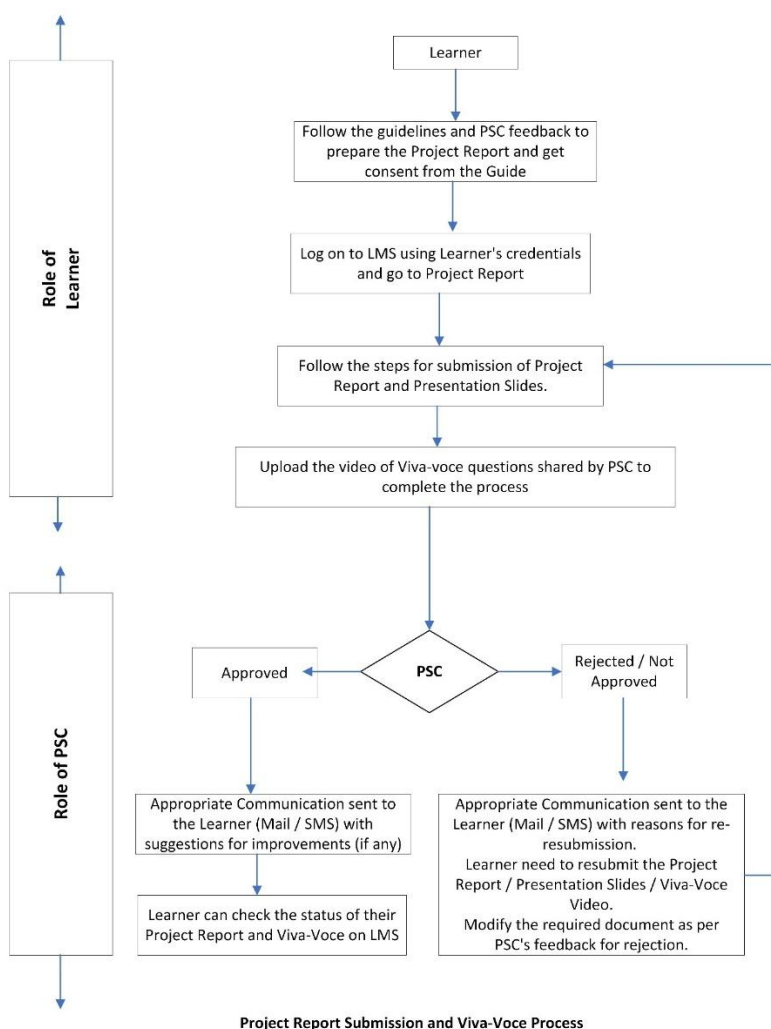 Learner
Follow the guidelines and PSC feedback to
prepare the Project Report and get
consent from the Guide
Role of
Learner
Log on to LMS using Learner's credentials
and go to Project Report
Follow the steps for submission of Project
Report and Presentation Slides.
Upload the video of Viva-voce questions shared by PSC to
complete the process
Role of PSC
Approved
PSC
Rejected / Not
Approved
Appropriate Communication sent to
the Learner (Mail / SMS) with
suggestions for improvements (if any)
Learner can check the status of their
Project Report and Viva-Voce on LMS
Appropriate Communication sent to the
Learner (Mail / SMS) with reasons for re-
resubmission.
Learner need to resubmit the Project
Report / Presentation Slides / Viva-Voce
Video.
Modify the required document as per
PSC's feedback for rejection.
Project Report Submission and Viva-Voce Process